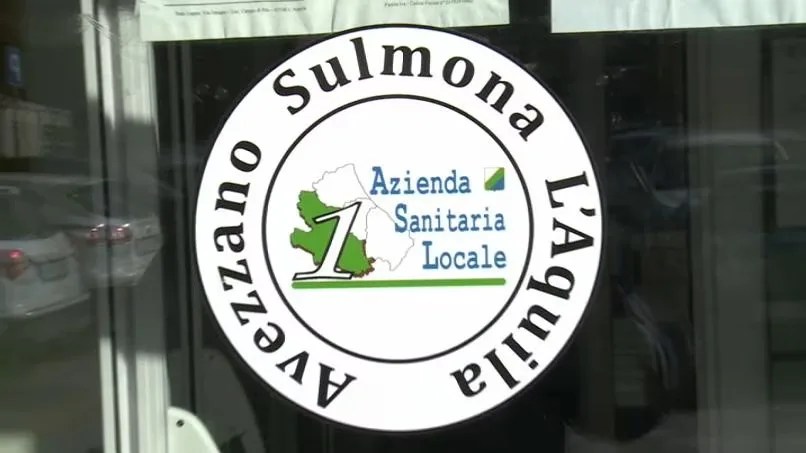 Avezzano Sulmona L'Aquila
Azienda
Sanitaria
Locale
1